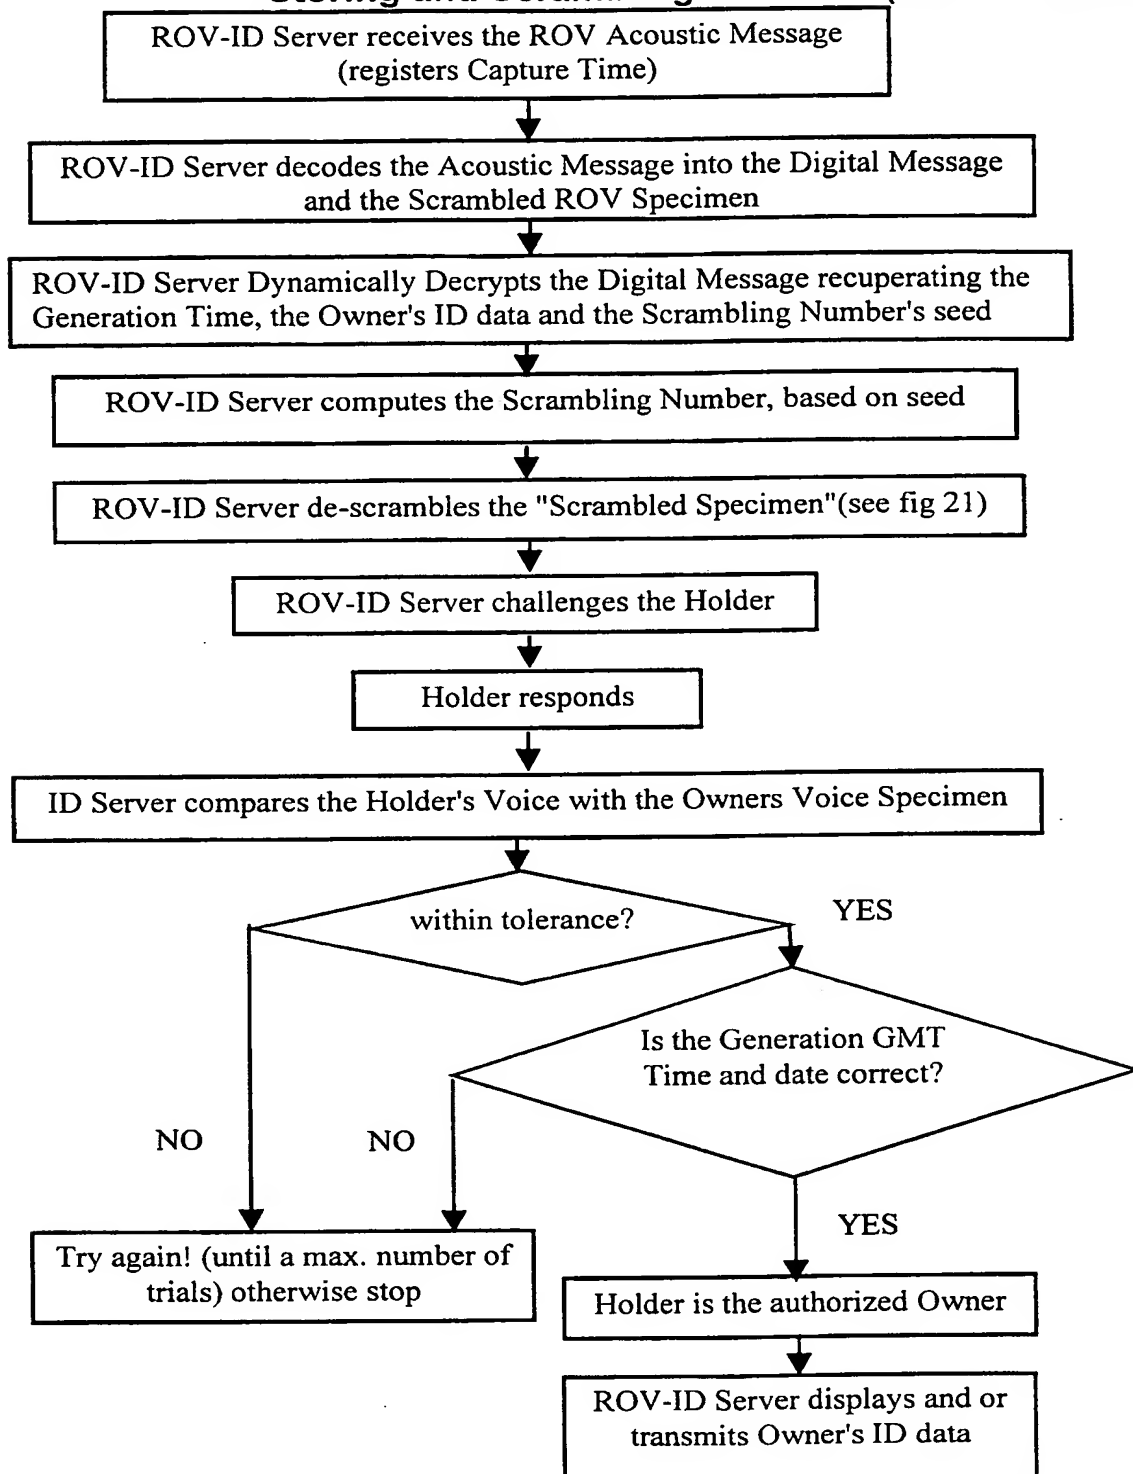 ROV-ID Server receives the ROV Acoustic Message
(registers Capture Time)
ROV-ID Server decodes the Acoustic Message into the Digital Message
and the Scrambled ROV Specimen
ROV-ID Server Dynamically Decrypts the Digital Message recuperating the
Generation Time, the Owner's ID data and the Scrambling Number's seed
ROV-ID Server computes the Scrambling Number, based on seed
ROV-ID Server de-scrambles the "Scrambled Specimen"(see fig 21)
ROV-ID Server challenges the Holder
Holder responds
ID Server compares the Holder's Voice with the Owners Voice Specimen
within tolerance?
YES
Is the Generation GMT
Time and date correct?
NO
NO
YES
Try again! (until a max. number of
trials) otherwise stop
Holder is the authorized Owner
ROV-ID Server displays and or
transmits Owner's ID data